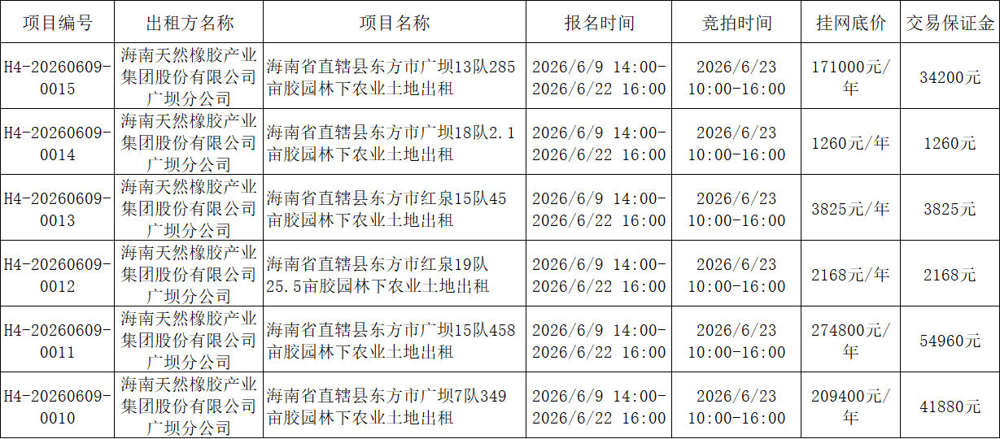 项目编号 出租方名称 项目名称 报名时间 竞拍时间 挂网底价 交易保证金
H4-20260609-0015 海南天然橡胶产业集团股份有限公司广坝分公司 海南省直辖县东方市广坝13队285亩胶园林下农业土地出租 2026/6/9 14:00-2026/6/22 16:00 2026/6/23 10:00-16:00 171000元/年 34200元
H4-20260609-0014 海南天然橡胶产业集团股份有限公司广坝分公司 海南省直辖县东方市广坝18队2.1亩胶园林下农业土地出租 2026/6/9 14:00-2026/6/22 16:00 2026/6/23 10:00-16:00 1260元/年 1260元
H4-20260609-0013 海南天然橡胶产业集团股份有限公司广坝分公司 海南省直辖县东方市红泉15队45亩胶园林下农业土地出租 2026/6/9 14:00-2026/6/22 16:00 2026/6/23 10:00-16:00 3825元/年 3825元
H4-20260609-0012 海南天然橡胶产业集团股份有限公司广坝分公司 海南省直辖县东方市红泉19队25.5亩胶园林下农业土地出租 2026/6/9 14:00-2026/6/22 16:00 2026/6/23 10:00-16:00 2168元/年 2168元
H4-20260609-0011 海南天然橡胶产业集团股份有限公司广坝分公司 海南省直辖县东方市广坝15队458亩胶园林下农业土地出租 2026/6/9 14:00-2026/6/22 16:00 2026/6/23 10:00-16:00 274800元/年 54960元
H4-20260609-0010 海南天然橡胶产业集团股份有限公司广坝分公司 海南省直辖县东方市广坝7队349亩胶园林下农业土地出租 2026/6/9 14:00-2026/6/22 16:00 2026/6/23 10:00-16:00 209400元/年 41880元